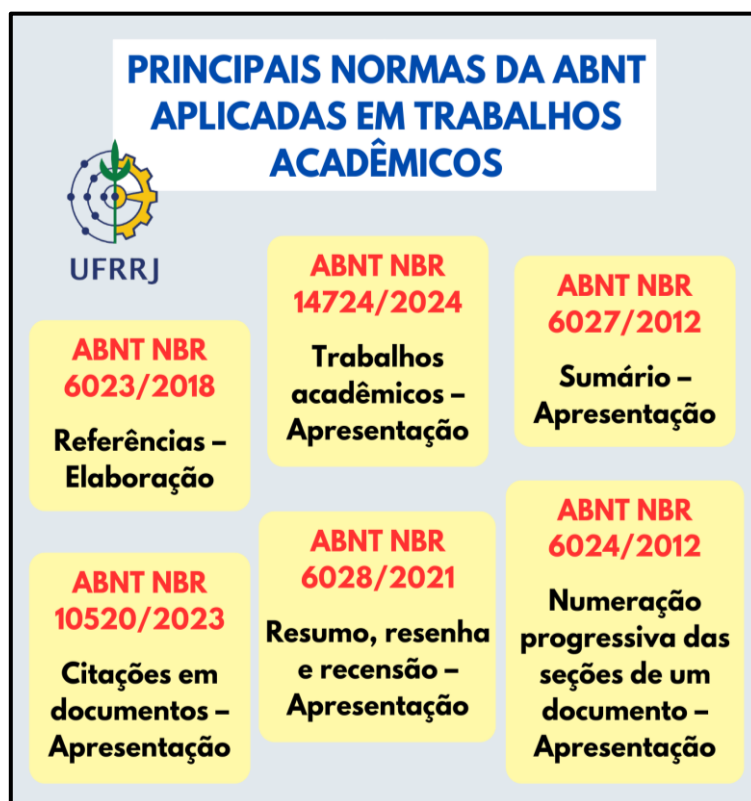 PRINCIPAIS NORMAS DA ABNT
APLICADAS EM TRABALHOS
ACADÊMICOS
UFRRJ
ABNT NBR
6023/2018
Referências –
Elaboração
ABNT NBR
14724/2024
Trabalhos
acadêmicos –
Apresentação
ABNT NBR
6027/2012
Sumário –
Apresentação
ABNT NBR
10520/2023
Citações em
documentos –
Apresentação
ABNT NBR
6028/2021
Resumo, resenha
e recensão –
Apresentação
ABNT NBR
6024/2012
Numeração
progressiva das
seções de um
documento –
Apresentação